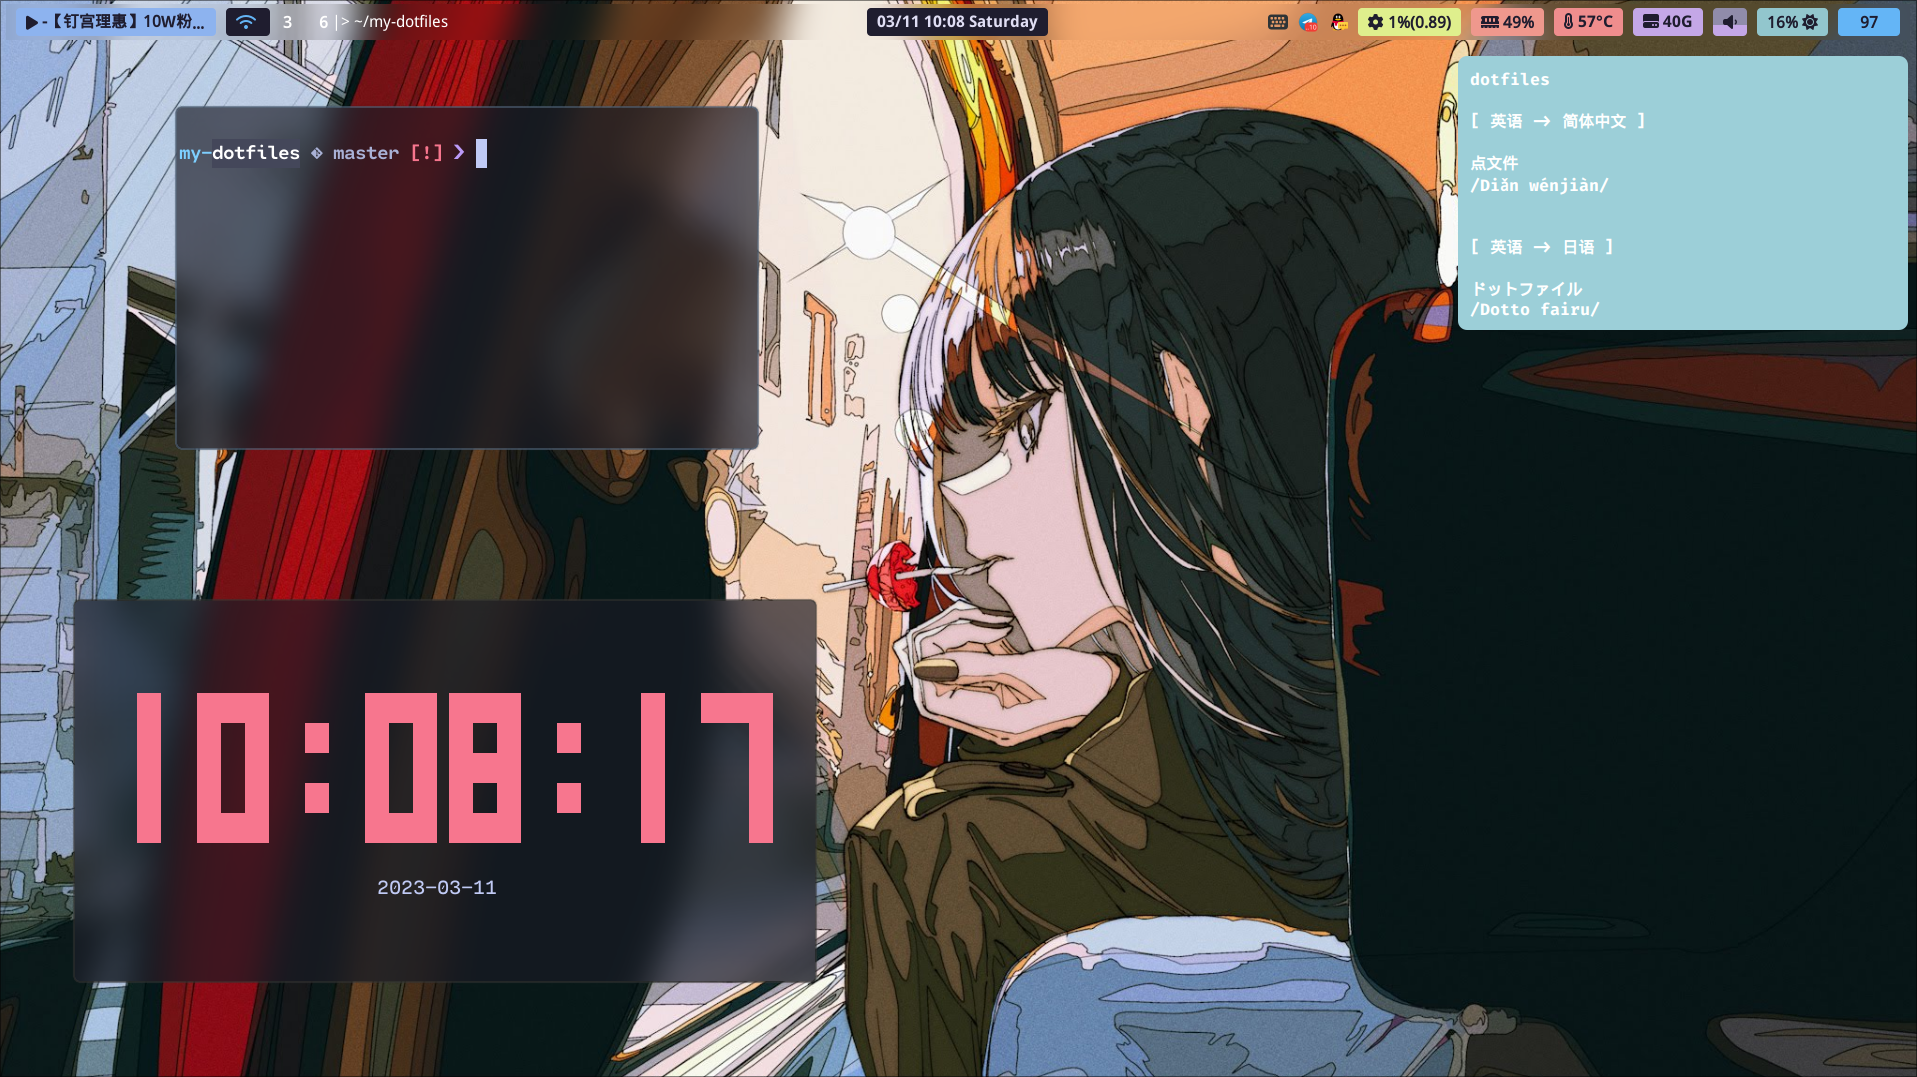 -【钉宫理惠】10W粉...
3 6 |> ~/my-dotfiles
03/11 10:08 Saturday
1%(0.89)
49%
57°C
40G
16%
97
my-dotfiles master [!] ❯
dotfiles
[ 英语 -> 简体中文 ]
点文件
/Diǎn wénjiàn/
[ 英语 -> 日语 ]
ドットファイル
/Dotto fairu/
10:08:17
2023-03-11